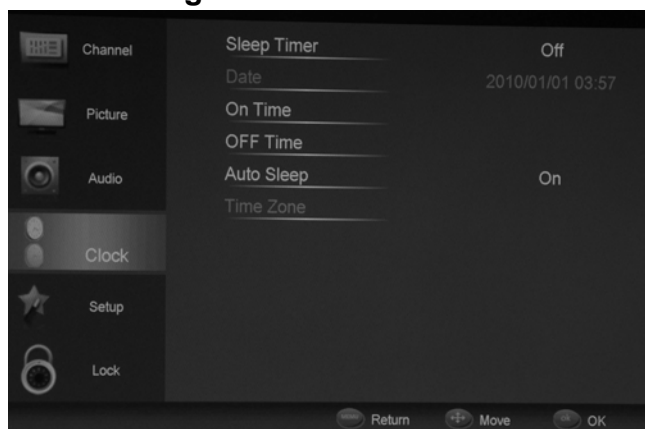 Channel
Picture
Audio
Clock
Setup
Lock
Sleep Timer Off
Date 2010/01/01 03:57
On Time
OFF Time
Auto Sleep On
Time Zone
Return Move OK